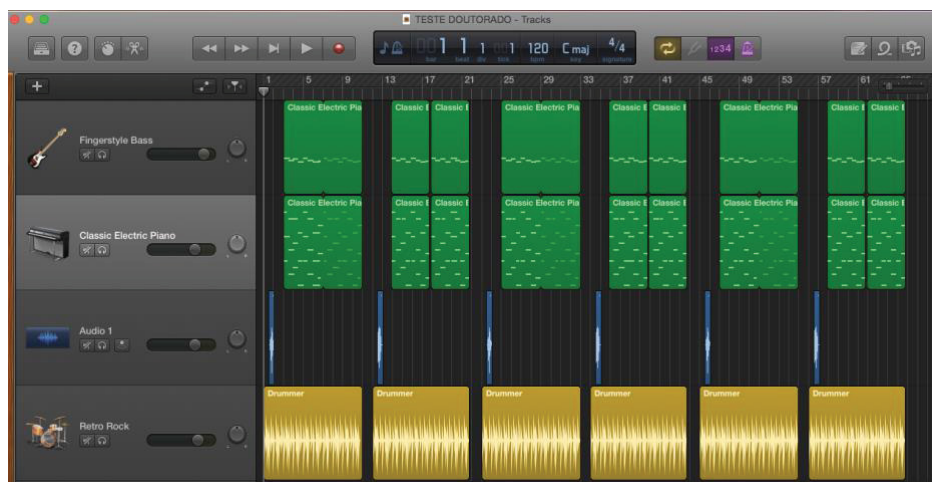 TESTE DOUTORADO - Tracks
?
001 1 1 1 120 C maj 4/4
bar beat div tick bpm key signature
1234
+
1 5 9 13 17 21 25 29 33 37 41 45 49 53 57 61
Fingerstyle Bass
Classic Electric Pia Classic E Classic E Classic Electric Pia Classic E Classic E Classic Electric Pia Classic E Classic E
Classic Electric Piano
Classic Electric Pia Classic E Classic E Classic Electric Pia Classic E Classic E Classic Electric Pia Classic E Classic E
Audio 1
Retro Rock
Drummer Drummer Drummer Drummer Drummer Drummer